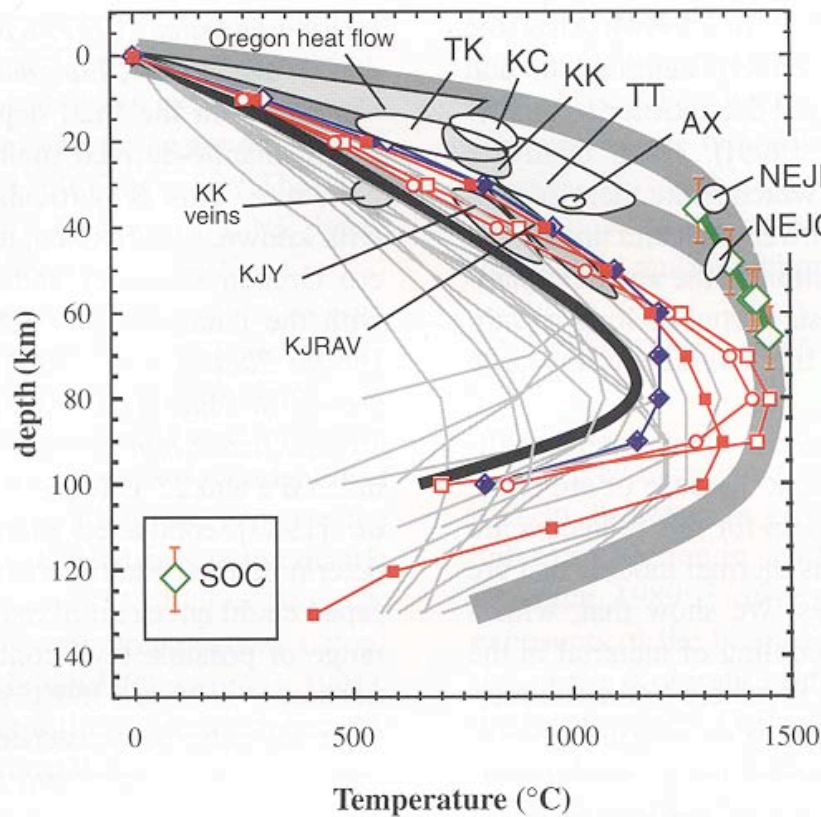 Oregon heat flow
TK
KC
KK
TT
AX
NEJ
NEJ
KK
veins
KJY
KJRAV
SOC
0
20
40
60
80
100
120
140
depth (km)
0
500
1000
1500
Temperature (°C)